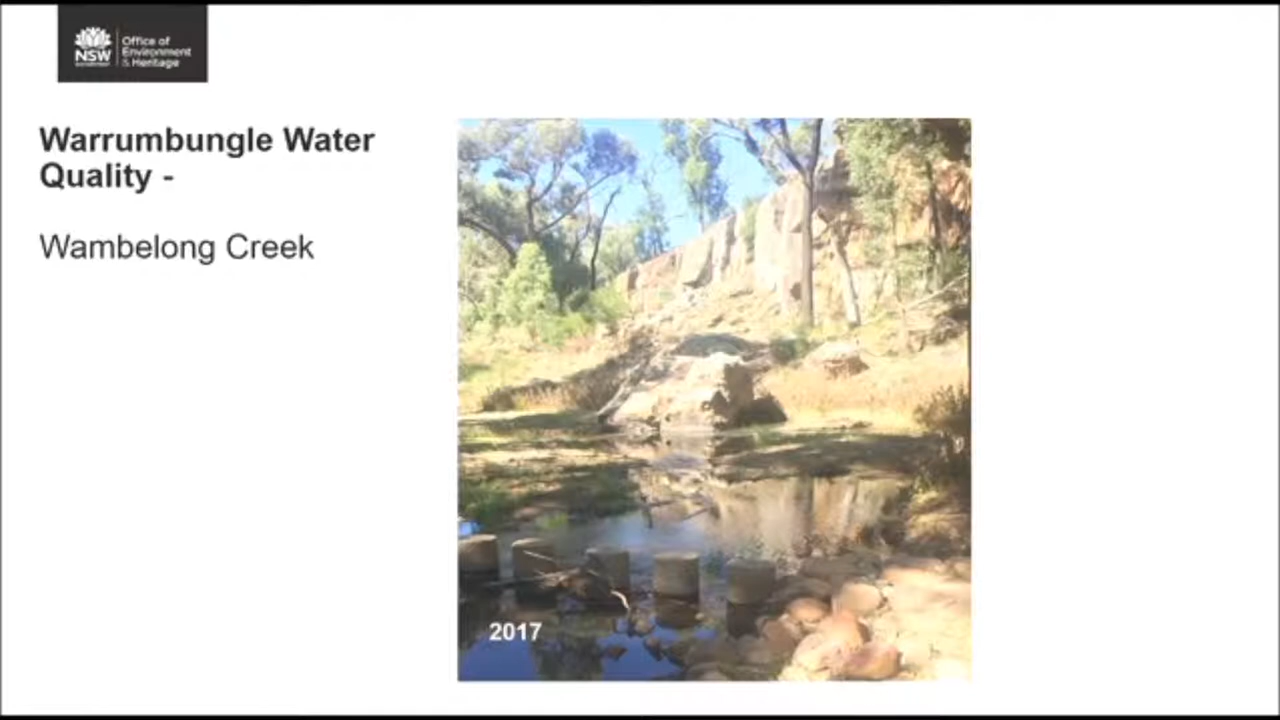 NSW
Office of
Environment
& Heritage
Warrumbungle Water
Quality -
Wambelong Creek
2017